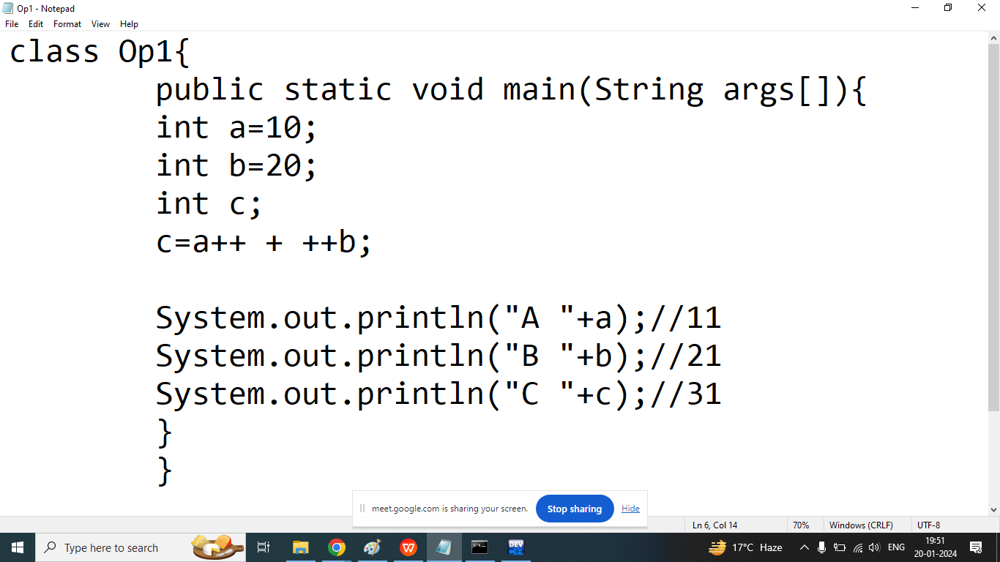 Op1 - Notepad
File Edit Format View Help
class Op1{
public static void main(String args[]){
int a=10;
int b=20;
int c;
c=a++ + ++b;
System.out.println("A "+a);//11
System.out.println("B "+b);//21
System.out.println("C "+c);//31
}
}
meet.google.com is sharing your screen. Stop sharing Hide
Ln 6, Col 14 70% Windows (CRLF) UTF-8
Type here to search W DEV 17°C Haze ENG 19:51
20-01-2024